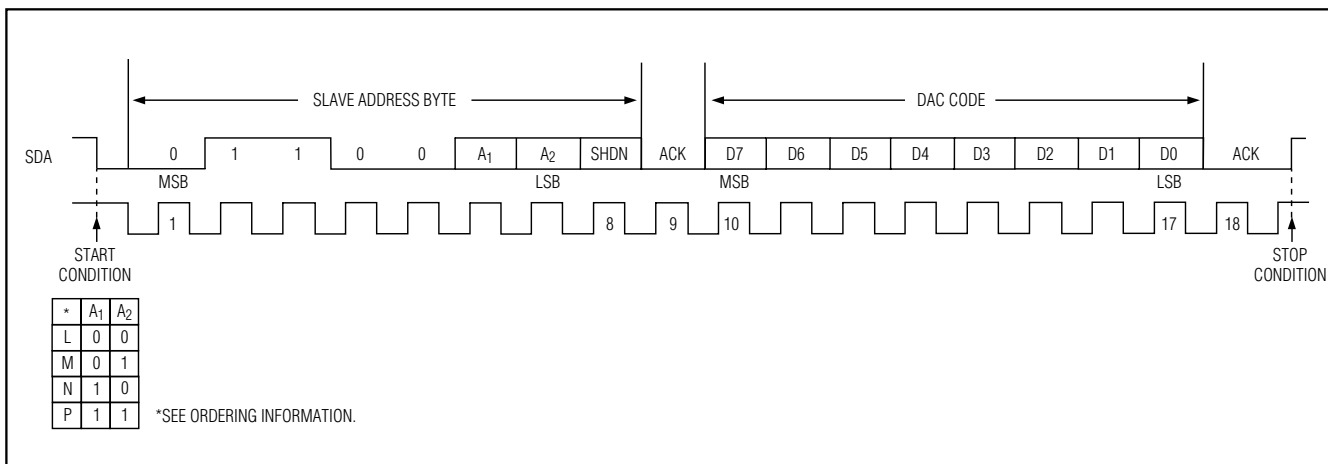 SLAVE ADDRESS BYTE DAC CODE
SDA 0 1 1 0 0 A1 A2 SHDN ACK D7 D6 D5 D4 D3 D2 D1 D0 ACK
MSB LSB MSB LSB
1 8 9 10 17 18
START CONDITION STOP CONDITION
* A1 A2
L 0 0
M 0 1
N 1 0
P 1 1 *SEE ORDERING INFORMATION.